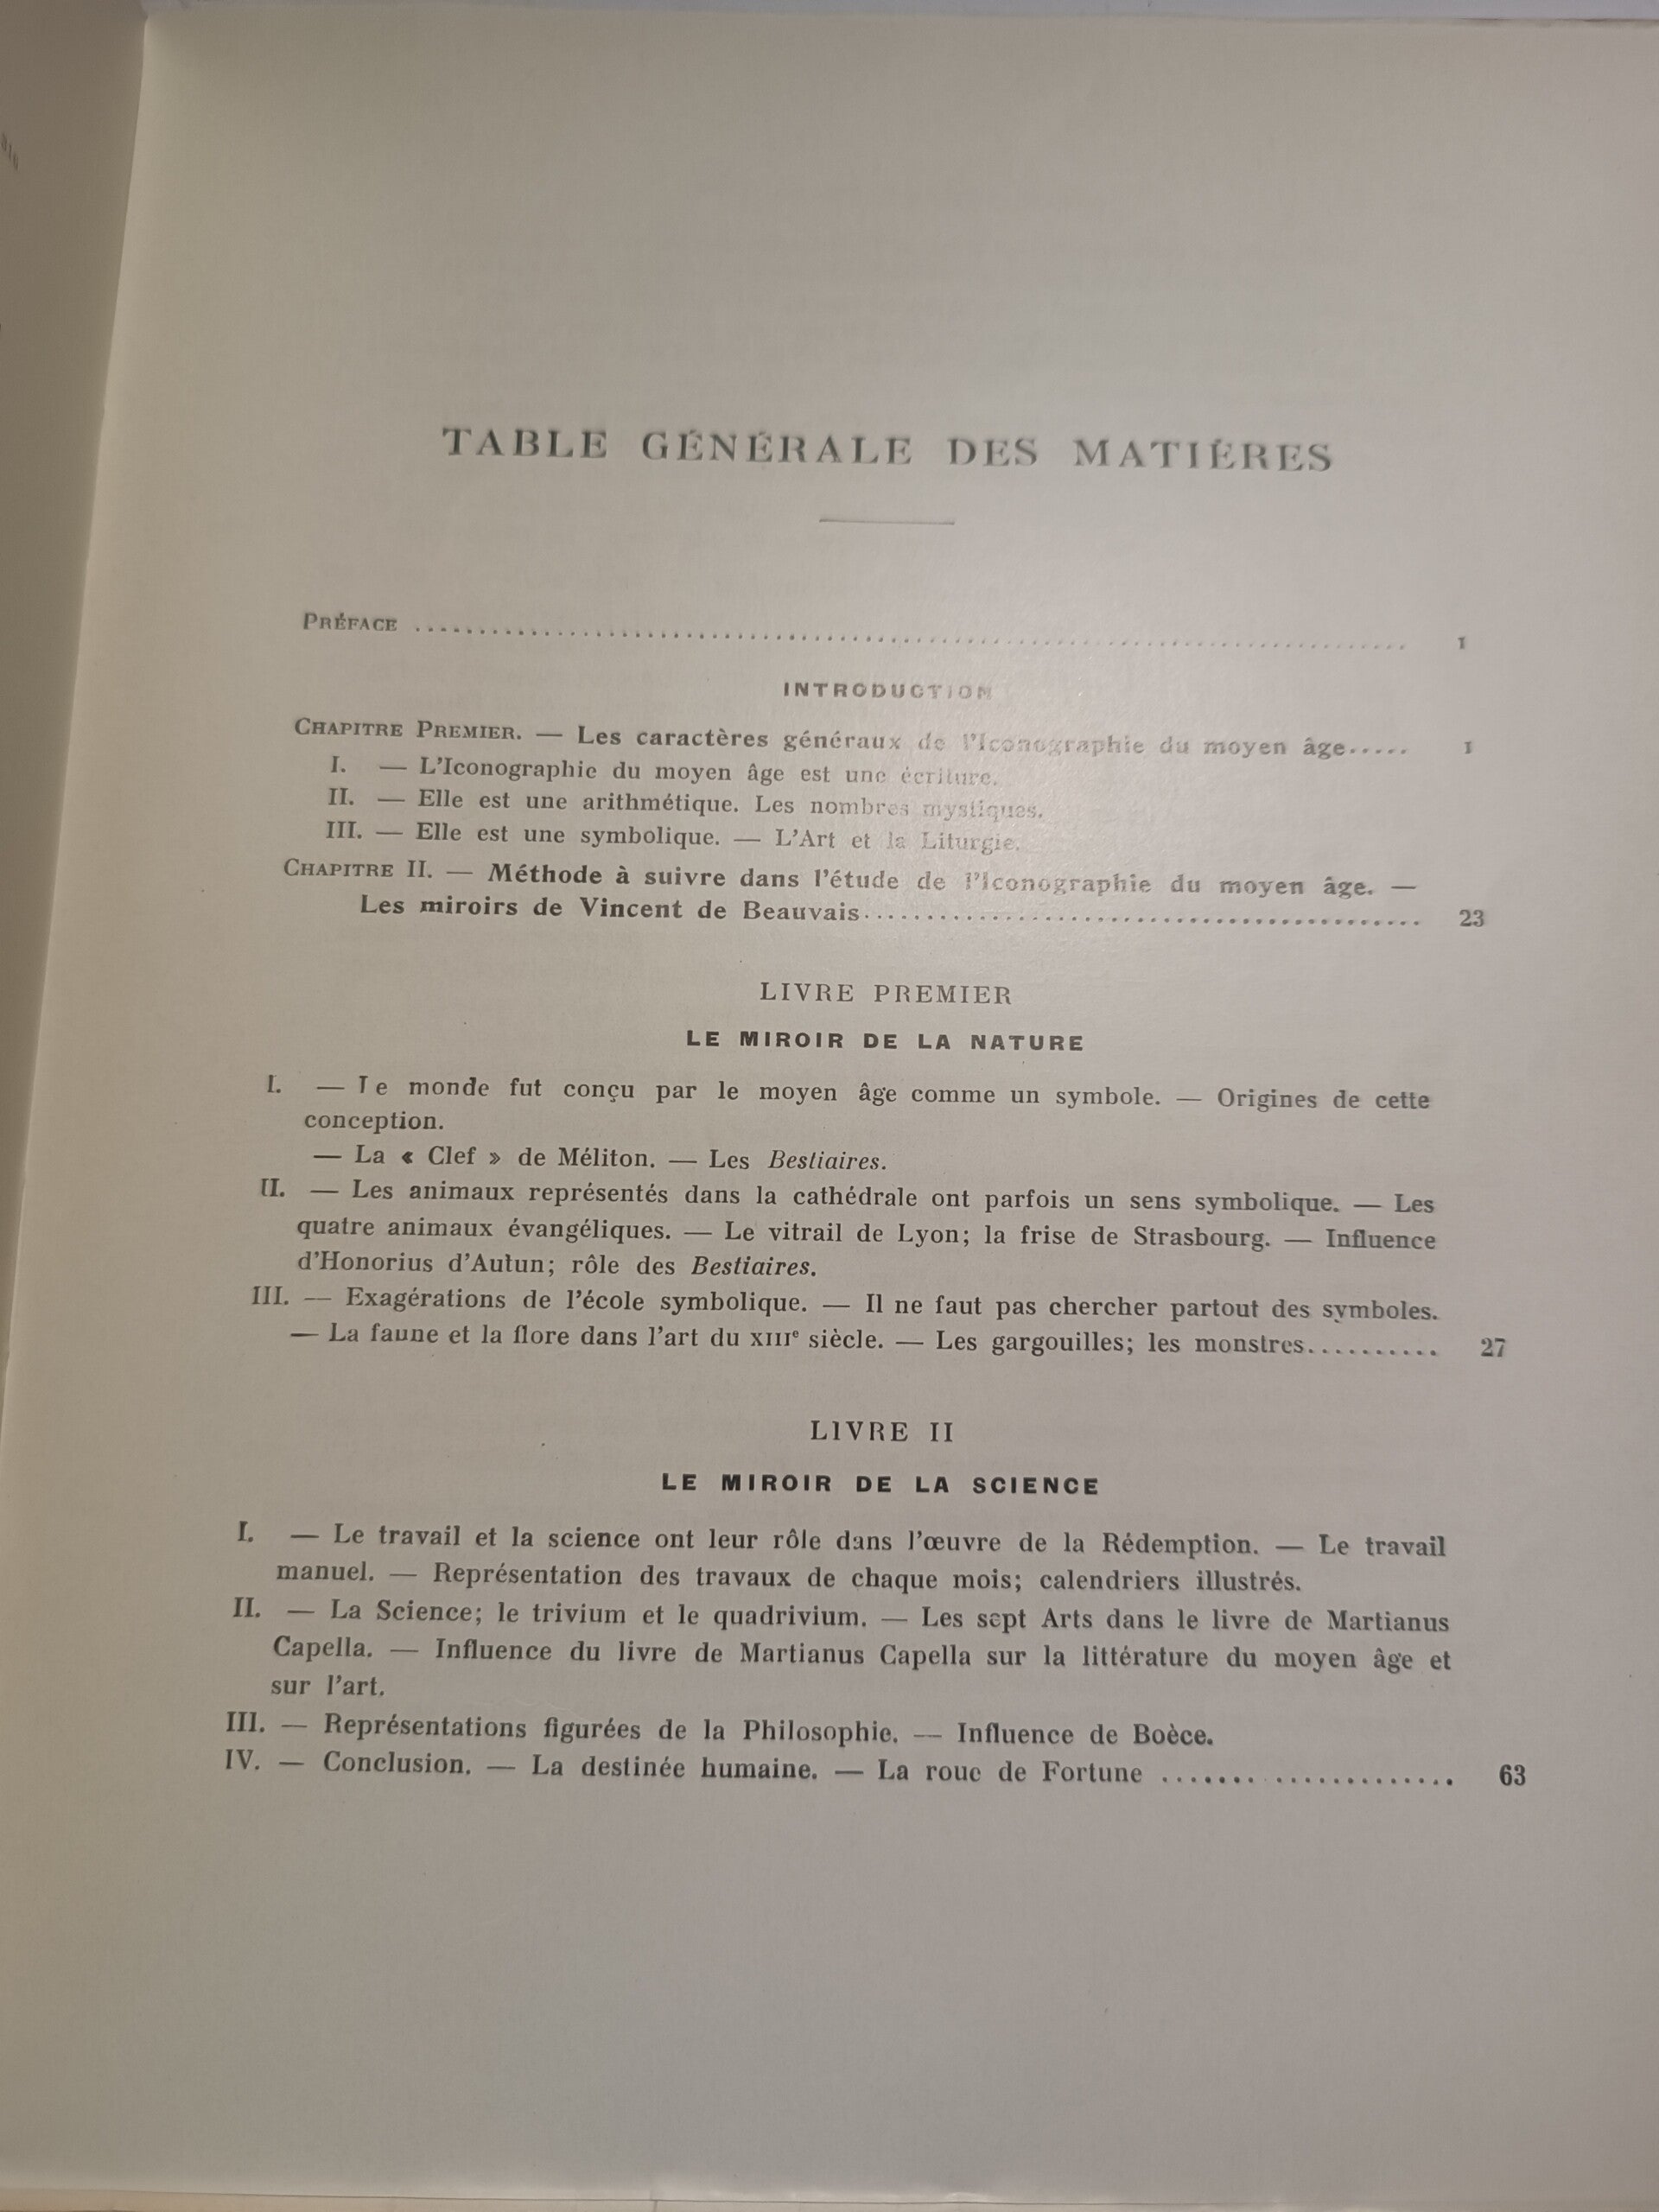 TABLE GÉNÉRALE DES MATIÈRES
PRÉFACE ........................................ I
INTRODUCTION
CHAPITRE PREMIER. — Les caractères généraux de l'Iconographie du moyen âge..... 1
I. — L'Iconographie du moyen âge est une écriture.
II. — Elle est une arithmétique. Les nombres mystiques.
III. — Elle est une symbolique. — L'Art et la Liturgie.
CHAPITRE II. — Méthode à suivre dans l'étude de l'Iconographie du moyen âge. —
Les miroirs de Vincent de Beauvais........................................ 23
LIVRE PREMIER
LE MIROIR DE LA NATURE
I. — Le monde fut conçu par le moyen âge comme un symbole. — Origines de cette
conception.
— La « Clef » de Méliton. — Les Bestiaires.
II. — Les animaux représentés dans la cathédrale ont parfois un sens symbolique. — Les
quatre animaux évangéliques. — Le vitrail de Lyon; la frise de Strasbourg. — Influence
d'Honorius d'Autun; rôle des Bestiaires.
III. — Exagérations de l'école symbolique. — Il ne faut pas chercher partout des symboles.
— La faune et la flore dans l'art du XIIIe siècle. — Les gargouilles; les monstres.......... 27
LIVRE II
LE MIROIR DE LA SCIENCE
I. — Le travail et la science ont leur rôle dans l'œuvre de la Rédemption. — Le travail
manuel. — Représentation des travaux de chaque mois; calendriers illustrés.
II. — La Science; le trivium et le quadrivium. — Les sept Arts dans le livre de Martianus
Capella. — Influence du livre de Martianus Capella sur la littérature du moyen âge et
sur l'art.
III. — Représentations figurées de la Philosophie. — Influence de Boèce.
IV. — Conclusion. — La destinée humaine. — La roue de Fortune ...................... 63